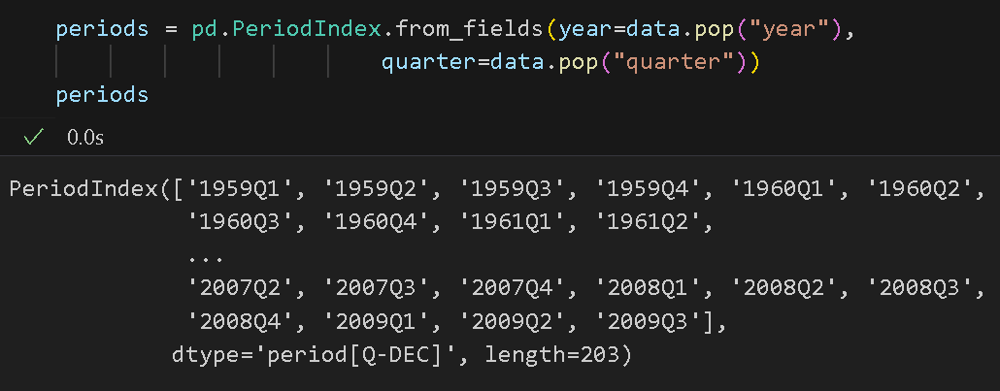 periods = pd.PeriodIndex.from_fields(year=data.pop("year"),
quarter=data.pop("quarter"))
periods
0.0s
PeriodIndex(['1959Q1', '1959Q2', '1959Q3', '1959Q4', '1960Q1', '1960Q2',
'1960Q3', '1960Q4', '1961Q1', '1961Q2',
...
'2007Q2', '2007Q3', '2007Q4', '2008Q1', '2008Q2', '2008Q3',
'2008Q4', '2009Q1', '2009Q2', '2009Q3'],
dtype='period[Q-DEC]', length=203)